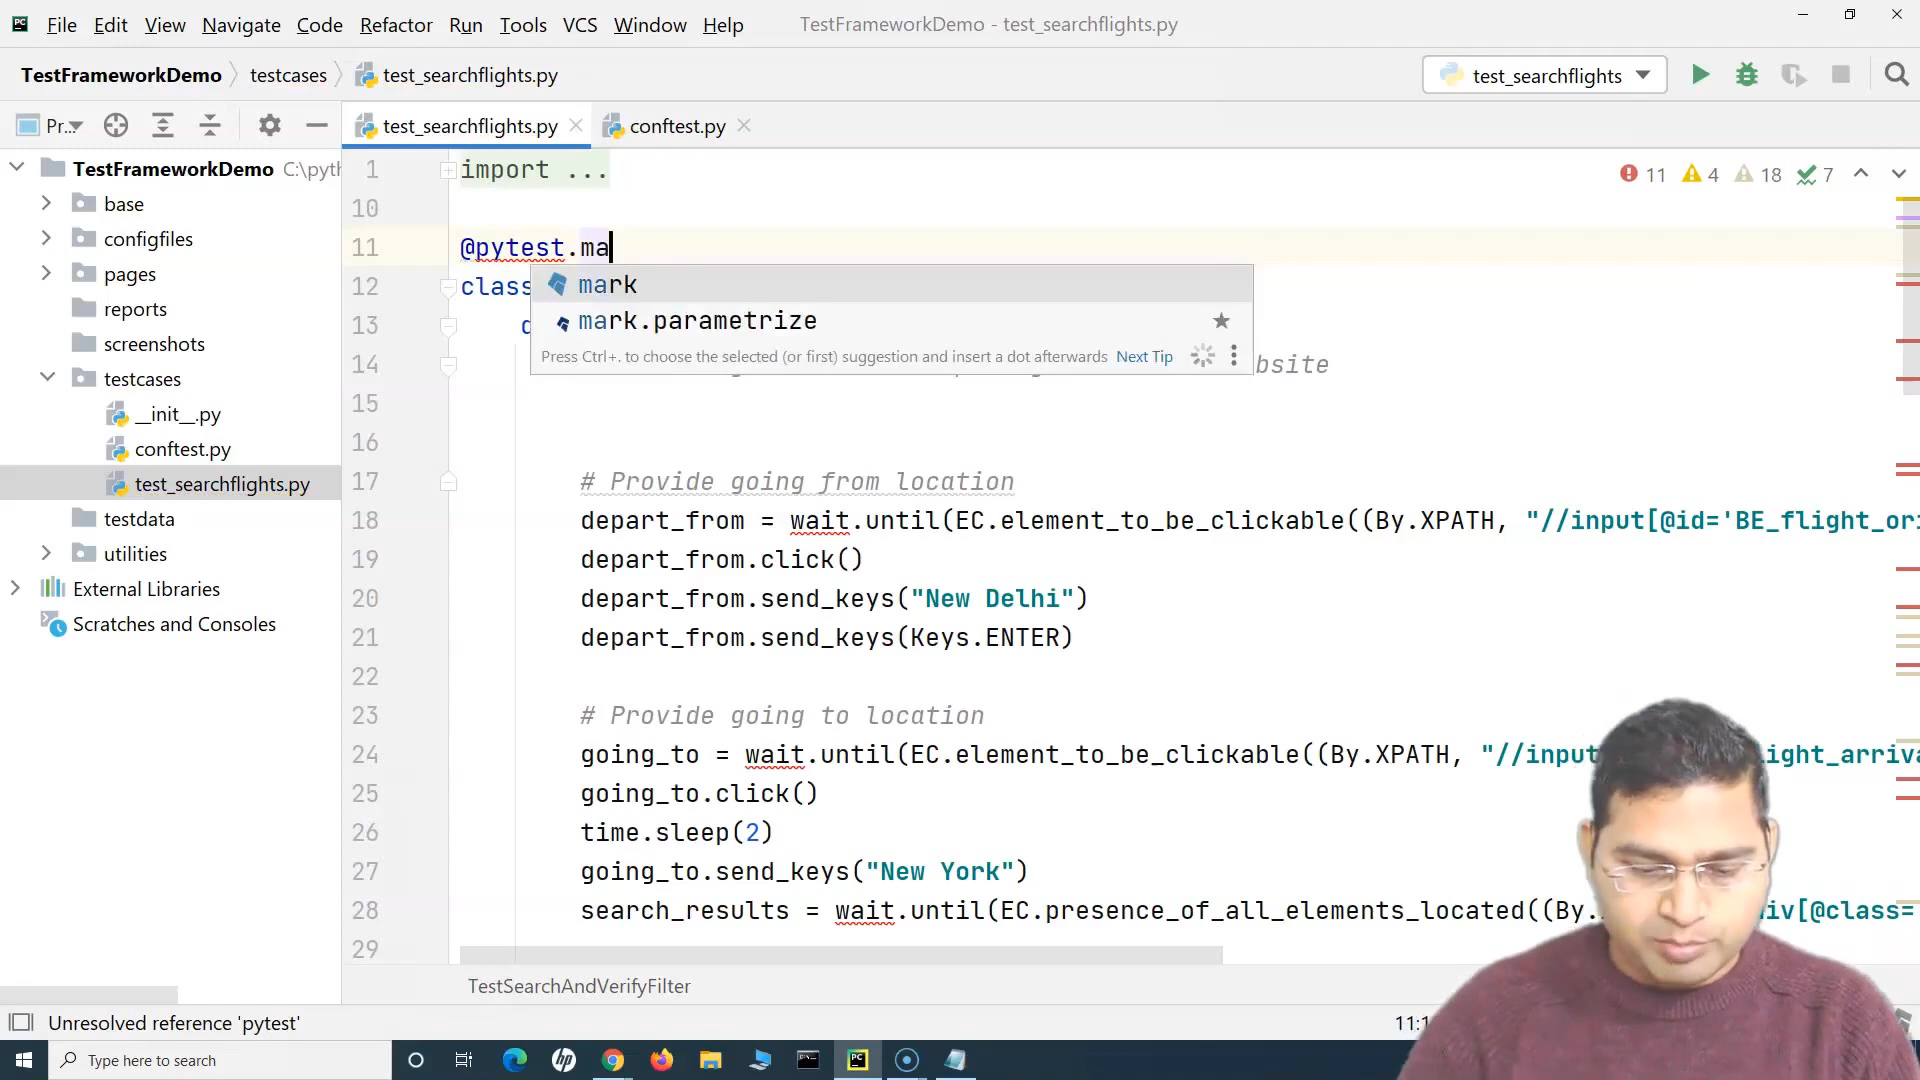 File Edit View Navigate Code Refactor Run Tools VCS Window Help TestFrameworkDemo - test_searchflights.py
TestFrameworkDemo testcases test_searchflights.py test_searchflights
Pr... test_searchflights.py conftest.py
TestFrameworkDemo C:\pyth
base
configfiles
pages
reports
screenshots
testcases
__init__.py
conftest.py
test_searchflights.py
testdata
utilities
External Libraries
Scratches and Consoles
1 import ...
11 4 18 7
10
11 @pytest.ma
12 class
13
14 bsite
mark
mark.parametrize
Press Ctrl+. to choose the selected (or first) suggestion and insert a dot afterwards Next Tip
15
16
17 # Provide going from location
18 depart_from = wait.until(EC.element_to_be_clickable((By.XPATH, "//input[@id='BE_flight_ori
19 depart_from.click()
20 depart_from.send_keys("New Delhi")
21 depart_from.send_keys(Keys.ENTER)
22
23 # Provide going to location
24 going_to = wait.until(EC.element_to_be_clickable((By.XPATH, "//input light_arriva
25 going_to.click()
26 time.sleep(2)
27 going_to.send_keys("New York")
28 search_results = wait.until(EC.presence_of_all_elements_located((By. iv[@class='
29
TestSearchAndVerifyFilter
Unresolved reference 'pytest' 11:1
Type here to search